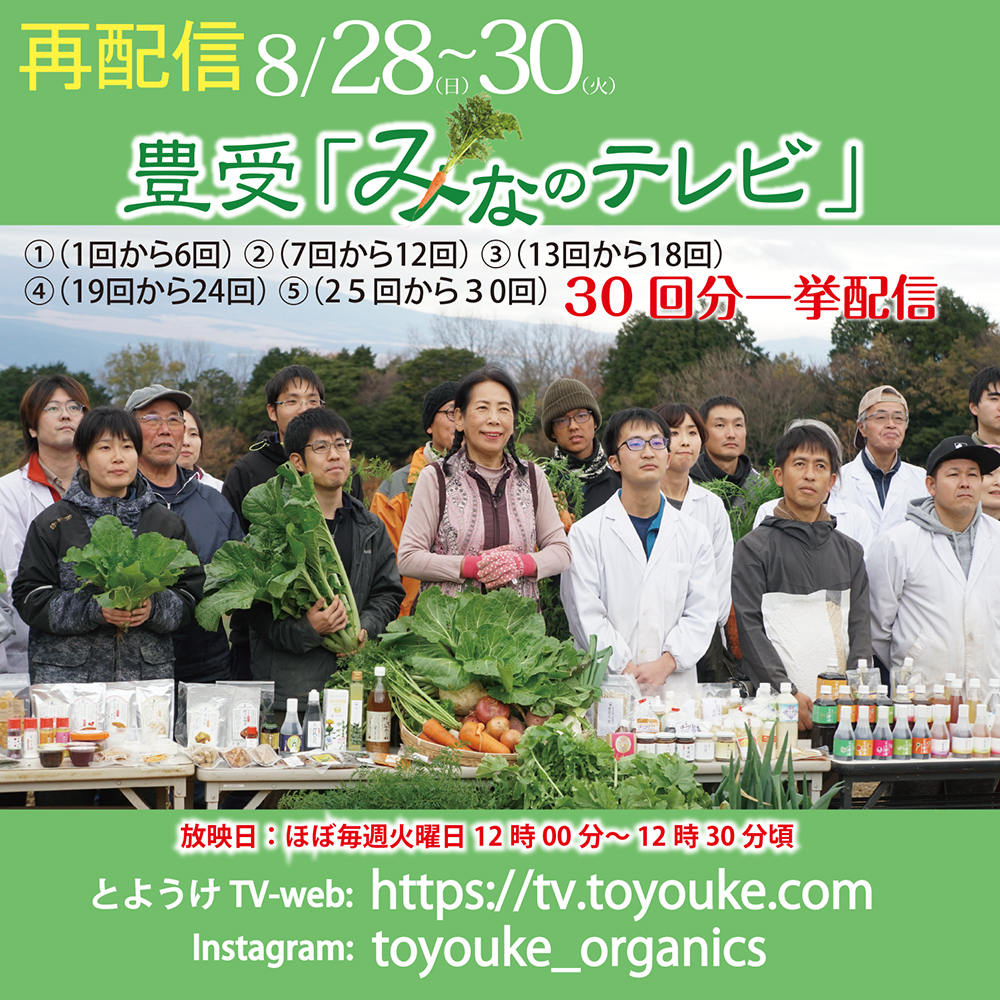 再配信 8/28(日)~30(火)
豊受「みなのテレビ」
①(1回から6回) ②(7回から12回) ③(13回から18回)
④(19回から24回) ⑤(25回から30回) 30回分一挙配信
放映日:ほぼ毎週火曜日12時00分~12時30分頃
とようけTV-web: https://tv.toyouke.com
Instagram: toyouke_organics